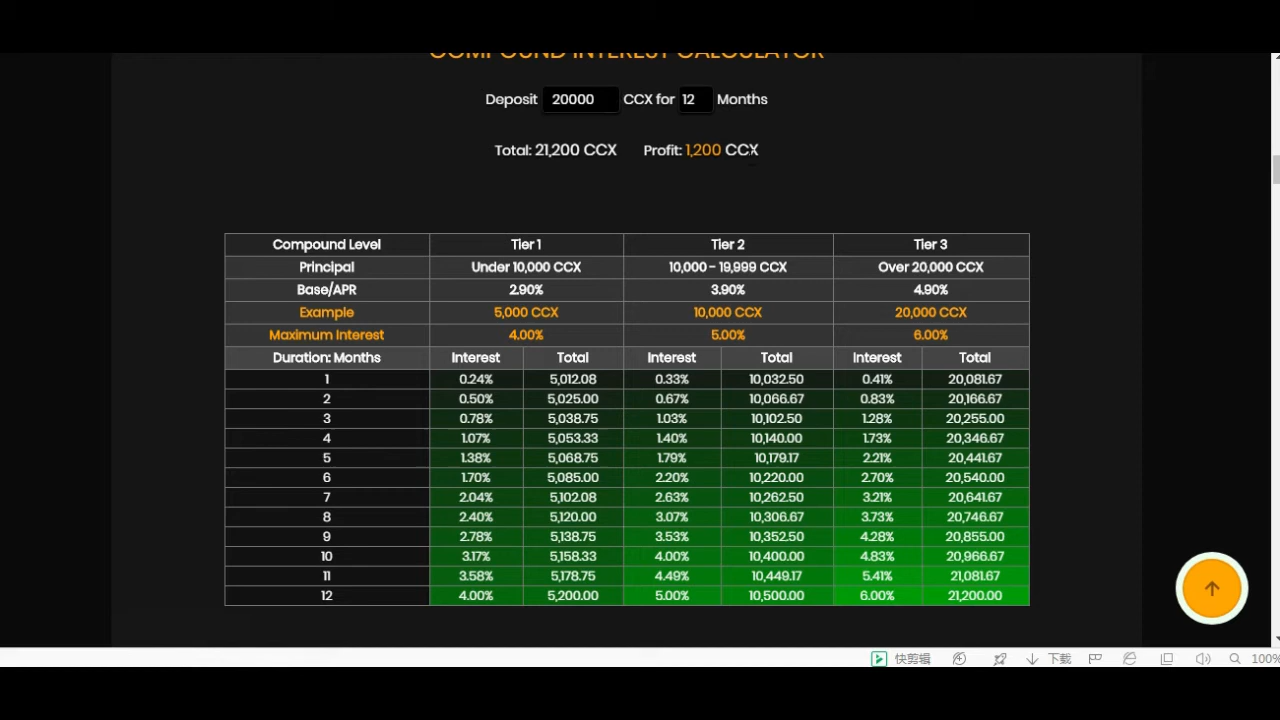 COMPOUND INTEREST CALCULATOR
Deposit 20000 CCX for 12 Months
Total: 21,200 CCX Profit: 1,200 CCX
Compound Level Tier 1 Tier 2 Tier 3
Principal Under 10,000 CCX 10,000 - 19,999 CCX Over 20,000 CCX
Base/APR 2.90% 3.90% 4.90%
Example 5,000 CCX 10,000 CCX 20,000 CCX
Maximum Interest 4.00% 5.00% 6.00%
Duration: Months Interest Total Interest Total Interest Total
1 0.24% 5,012.08 0.33% 10,032.50 0.41% 20,081.67
2 0.50% 5,025.00 0.67% 10,066.67 0.83% 20,166.67
3 0.78% 5,038.75 1.03% 10,102.50 1.28% 20,255.00
4 1.07% 5,053.33 1.40% 10,140.00 1.73% 20,346.67
5 1.38% 5,068.75 1.79% 10,179.17 2.21% 20,441.67
6 1.70% 5,085.00 2.20% 10,220.00 2.70% 20,540.00
7 2.04% 5,102.08 2.63% 10,262.50 3.21% 20,641.67
8 2.40% 5,120.00 3.07% 10,306.67 3.73% 20,746.67
9 2.78% 5,138.75 3.53% 10,352.50 4.28% 20,855.00
10 3.17% 5,158.33 4.00% 10,400.00 4.83% 20,966.67
11 3.58% 5,178.75 4.49% 10,449.17 5.41% 21,081.67
12 4.00% 5,200.00 5.00% 10,500.00 6.00% 21,200.00
快剪辑 下载 100%